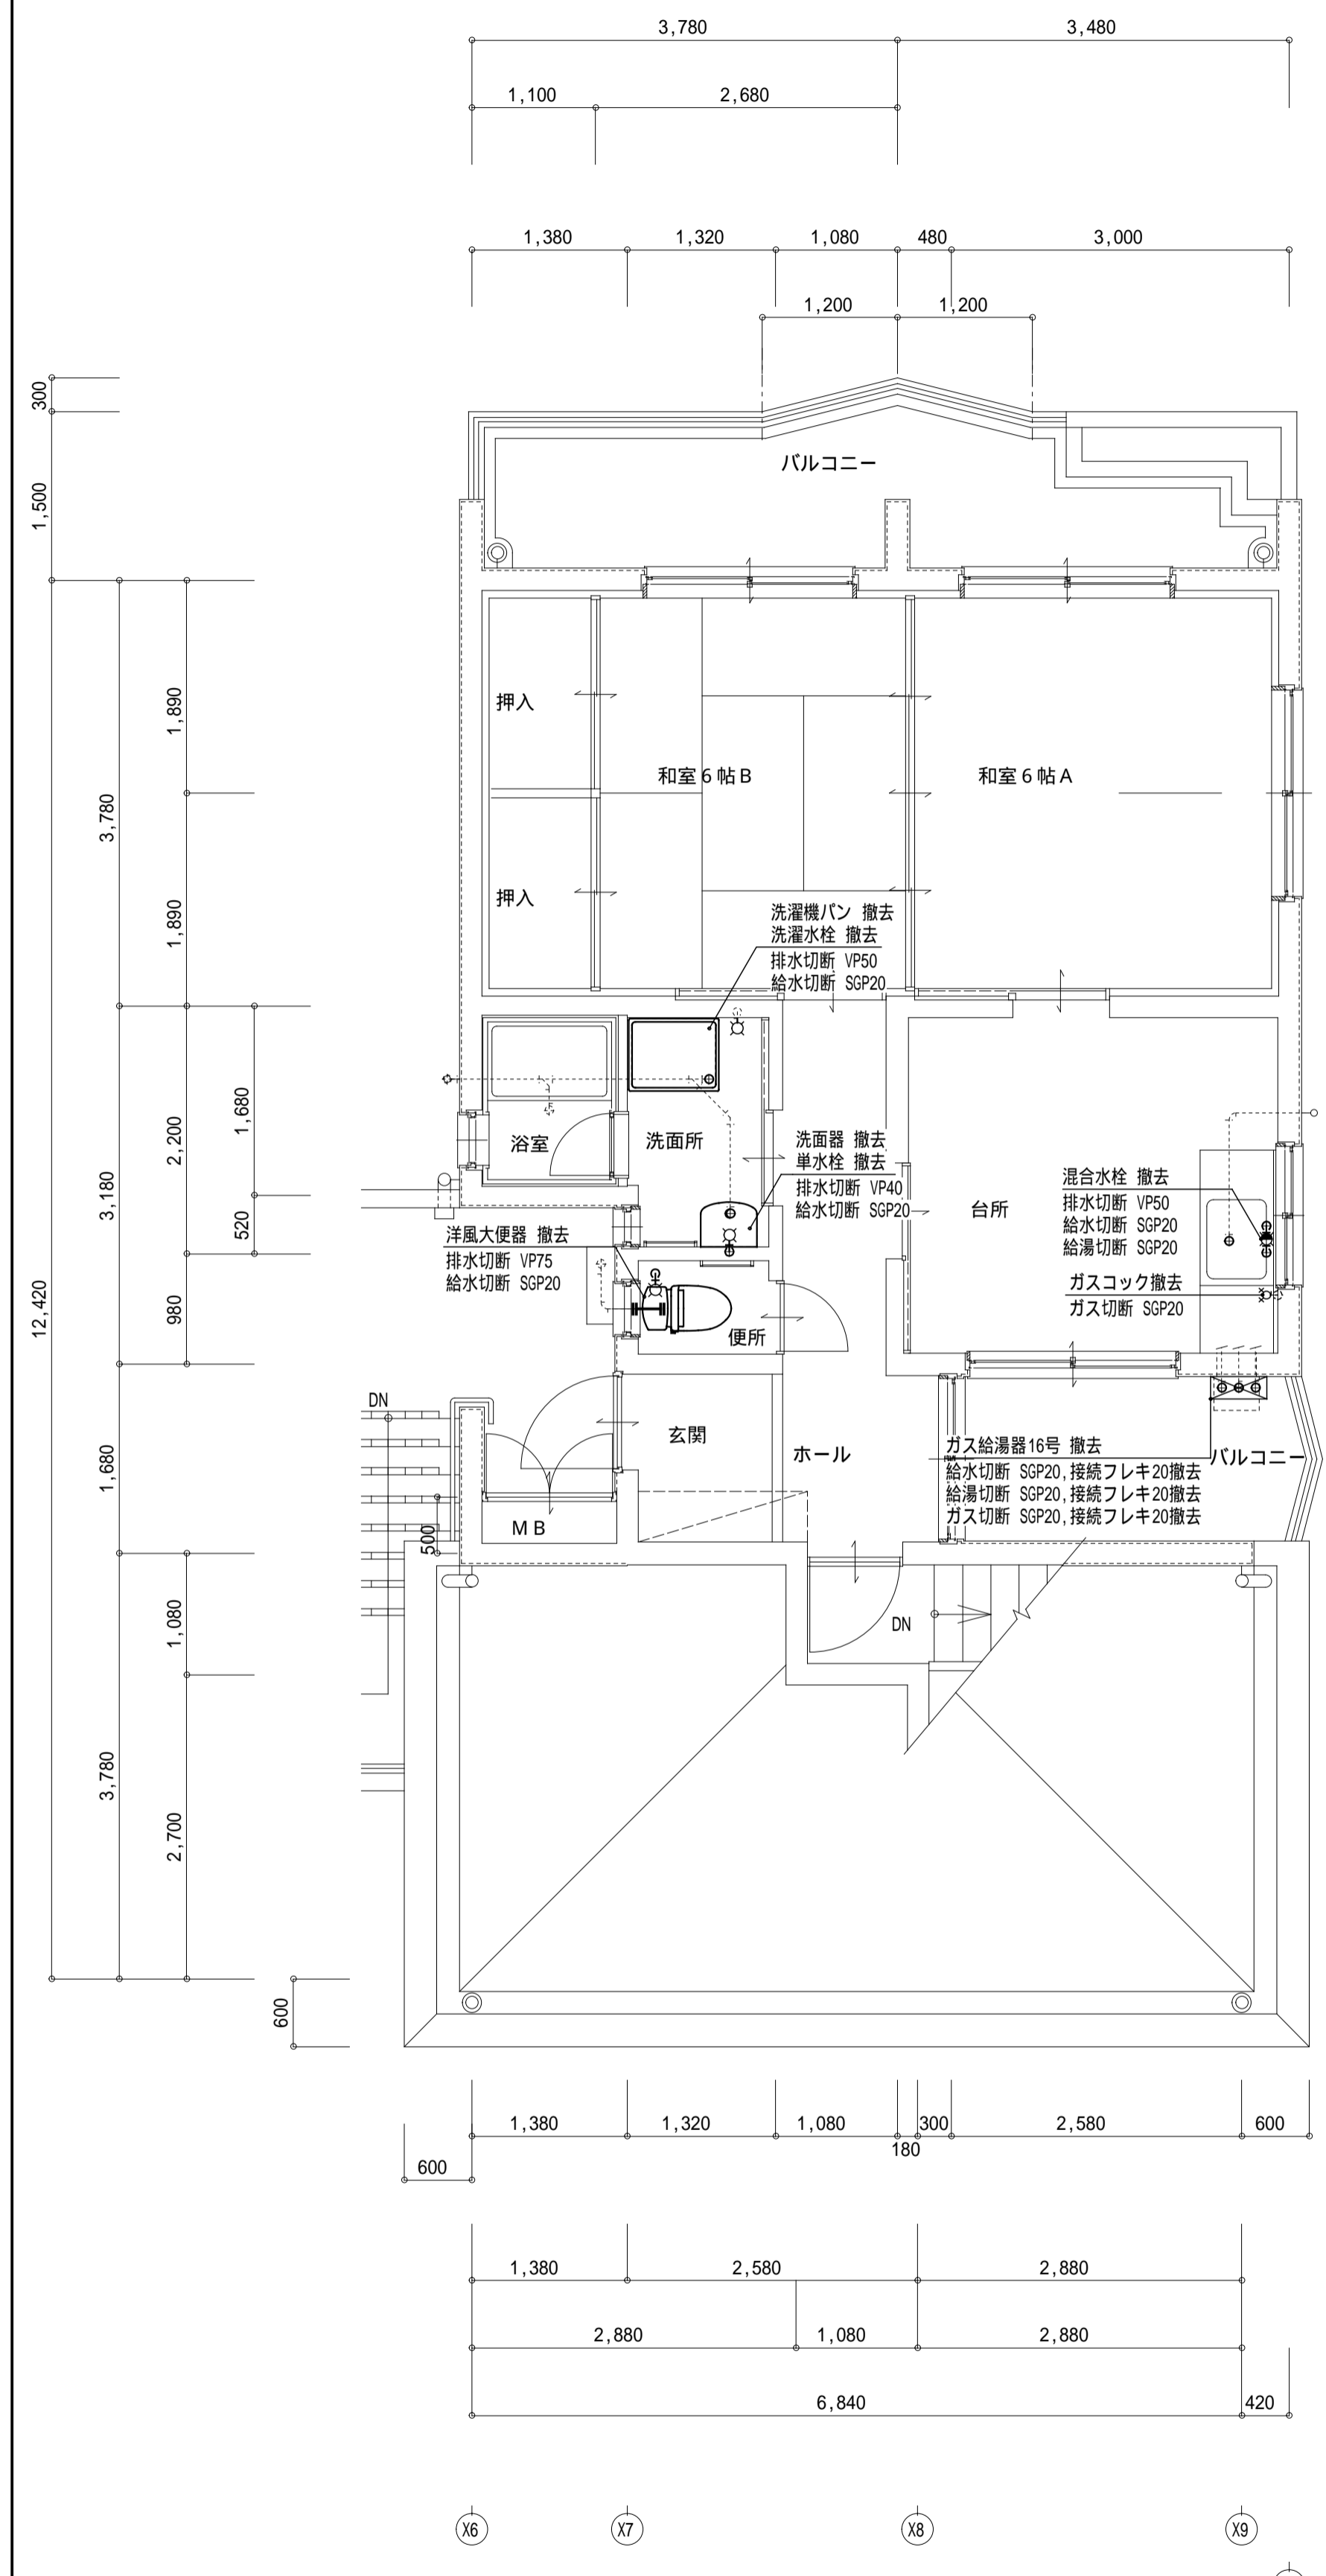 3,780 3,480
1,100 2,680
1,380 1,320 1,080 480 3,000
1,200 1,200
300
1,500
バルコニー
1,890
押入
3,780
和室6帖B 和室6帖A
押入
1,890
洗濯機パン 撤去
洗濯水栓 撤去
排水切断 VP50
給水切断 SGP20
1,680
2,200
浴室
洗面所
洗面器 撤去
単水栓 撤去
排水切断 VP40
給水切断 SGP20
3,180
520
台所
混合水栓 撤去
排水切断 VP50
給水切断 SGP20
給湯切断 SGP20
洋風大便器 撤去
排水切断 VP75
給水切断 SGP20
ガスコック撤去
ガス切断 SGP20
12,420
980
便所
DN
1,680
玄関
ホール
ガス給湯器16号 撤去
給水切断 SGP20,接続フレキ20撤去
給湯切断 SGP20,接続フレキ20撤去
ガス切断 SGP20,接続フレキ20撤去
バルコニー
MB
500
1,080
DN
3,780
2,700
600
1,380 1,320 1,080 300 2,580 600
180
600
1,380 2,580 2,880
2,880 1,080 2,880
6,840 420
X6 X7 X8 X9